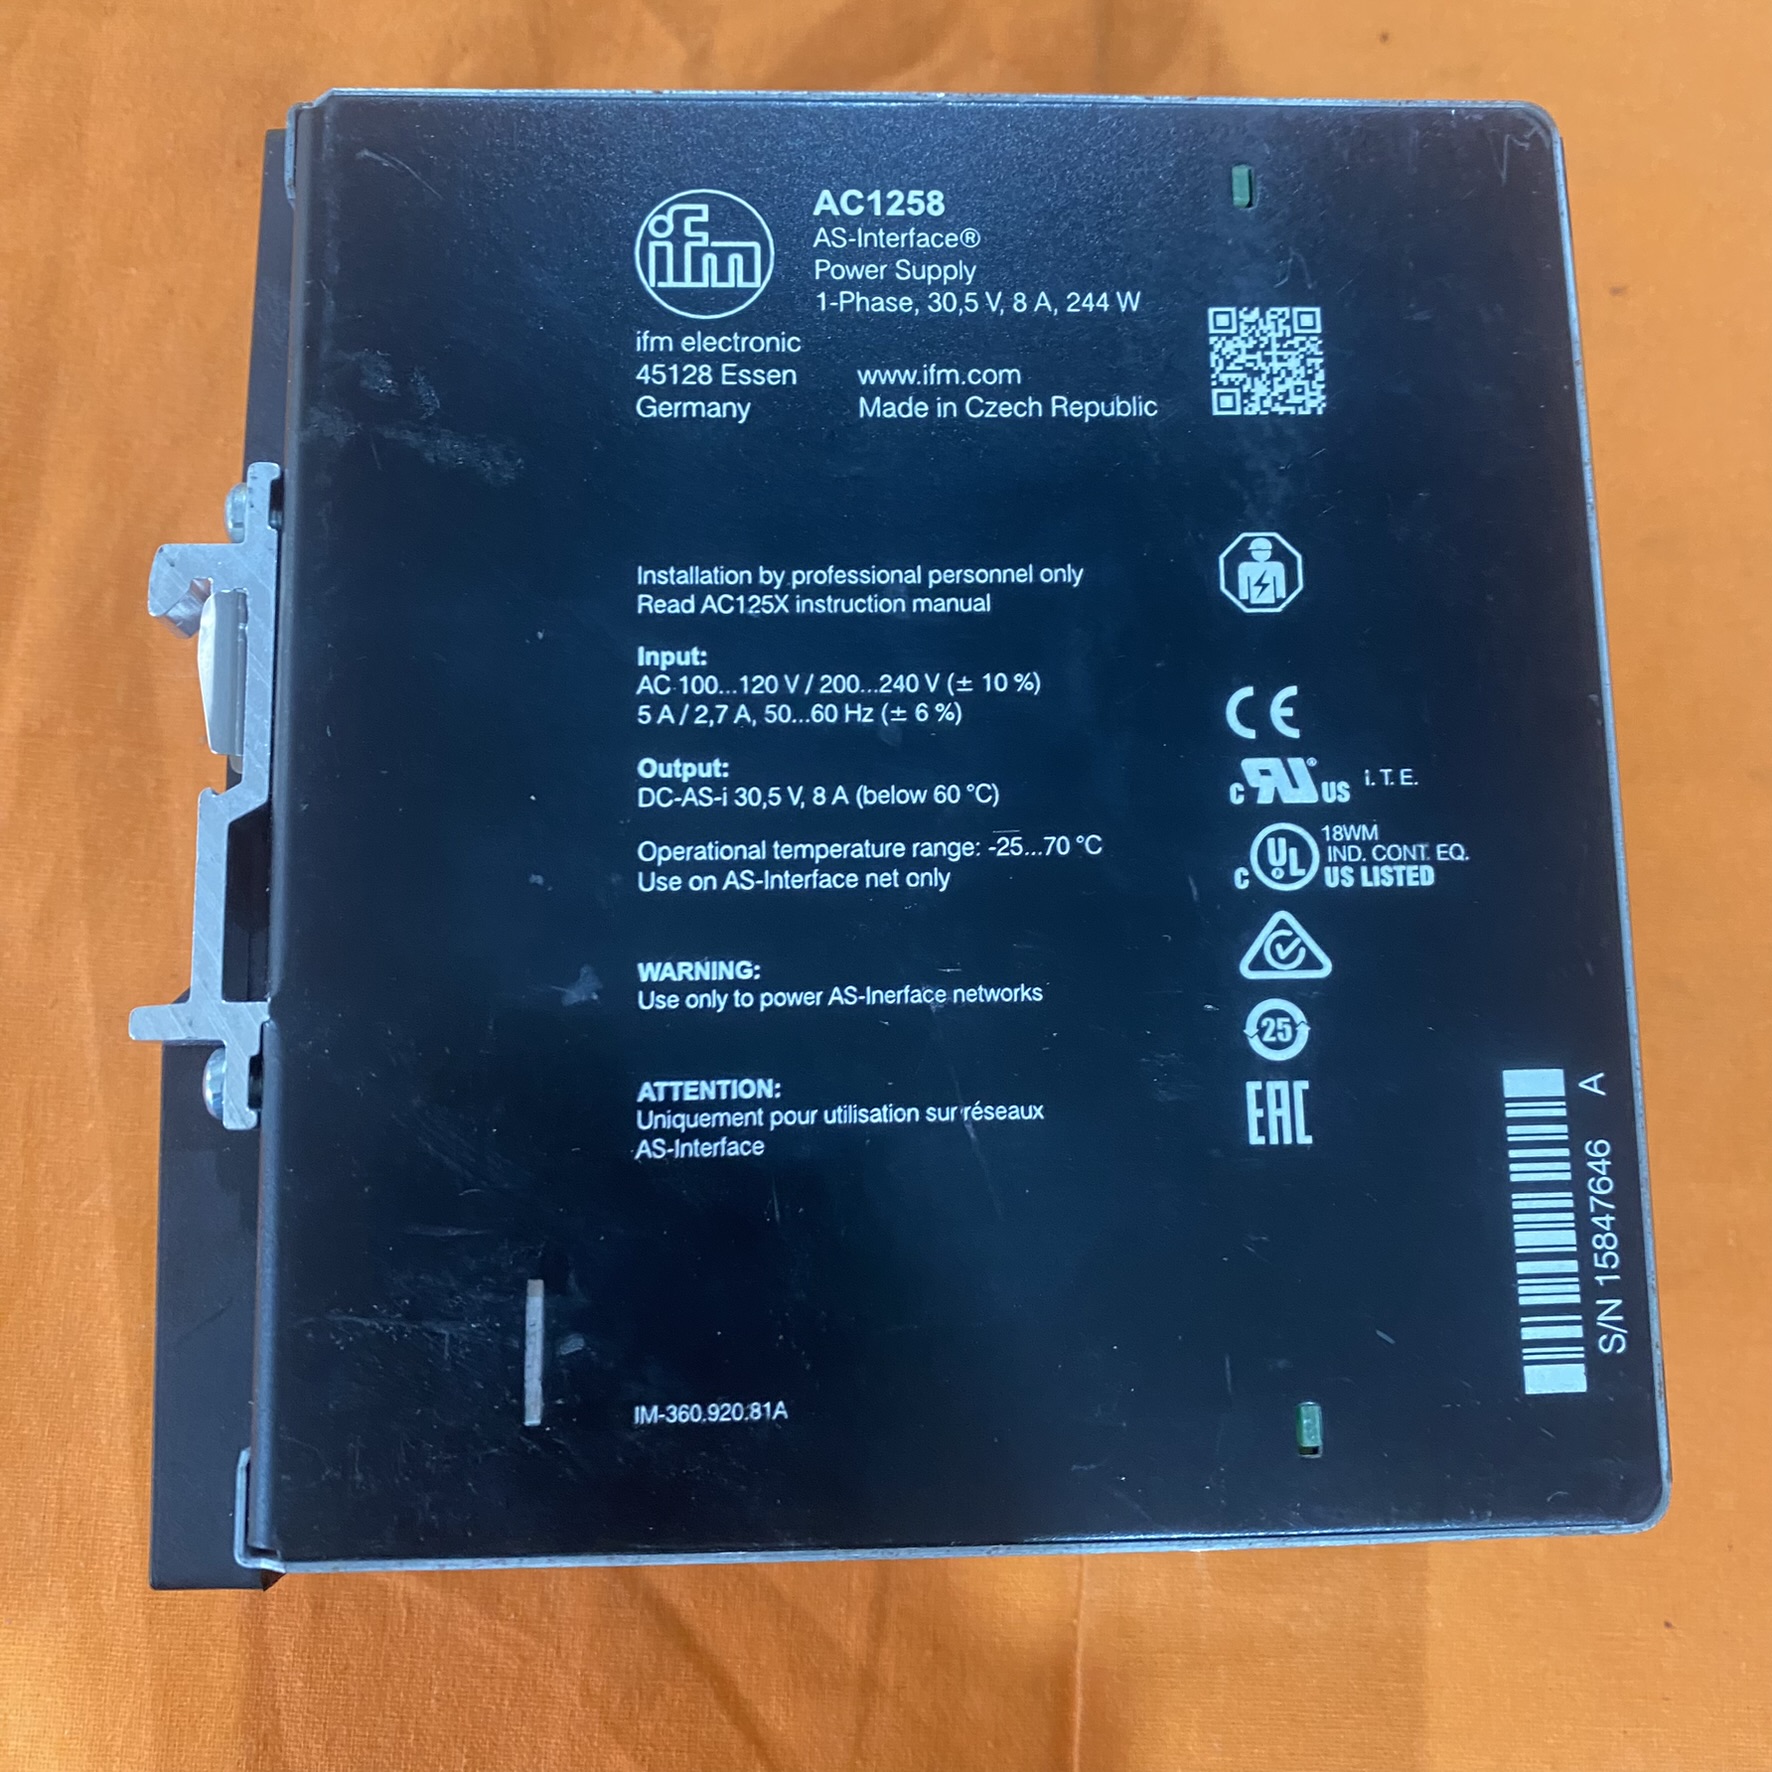 ifm
AC1258
AS-Interface®
Power Supply
1-Phase, 30,5 V, 8 A, 244 W
ifm electronic
45128 Essen
Germany
www.ifm.com
Made in Czech Republic
Installation by professional personnel only
Read AC125X instruction manual
Input:
AC 100...120 V / 200...240 V (± 10 %)
5 A / 2,7 A, 50...60 Hz (± 6 %)
Output:
DC-AS-i 30,5 V, 8 A (below 60 °C)
Operational temperature range: -25...70 °C
Use on AS-Interface net only
WARNING:
Use only to power AS-Inerface networks
ATTENTION:
Uniquement pour utilisation sur réseaux
AS-Interface
IM-360.920.81A
CE
c RU® US I.T.E.
c UL® 18WM
IND. CONT. EQ.
US LISTED
25
EAC
S/N 15847646 A